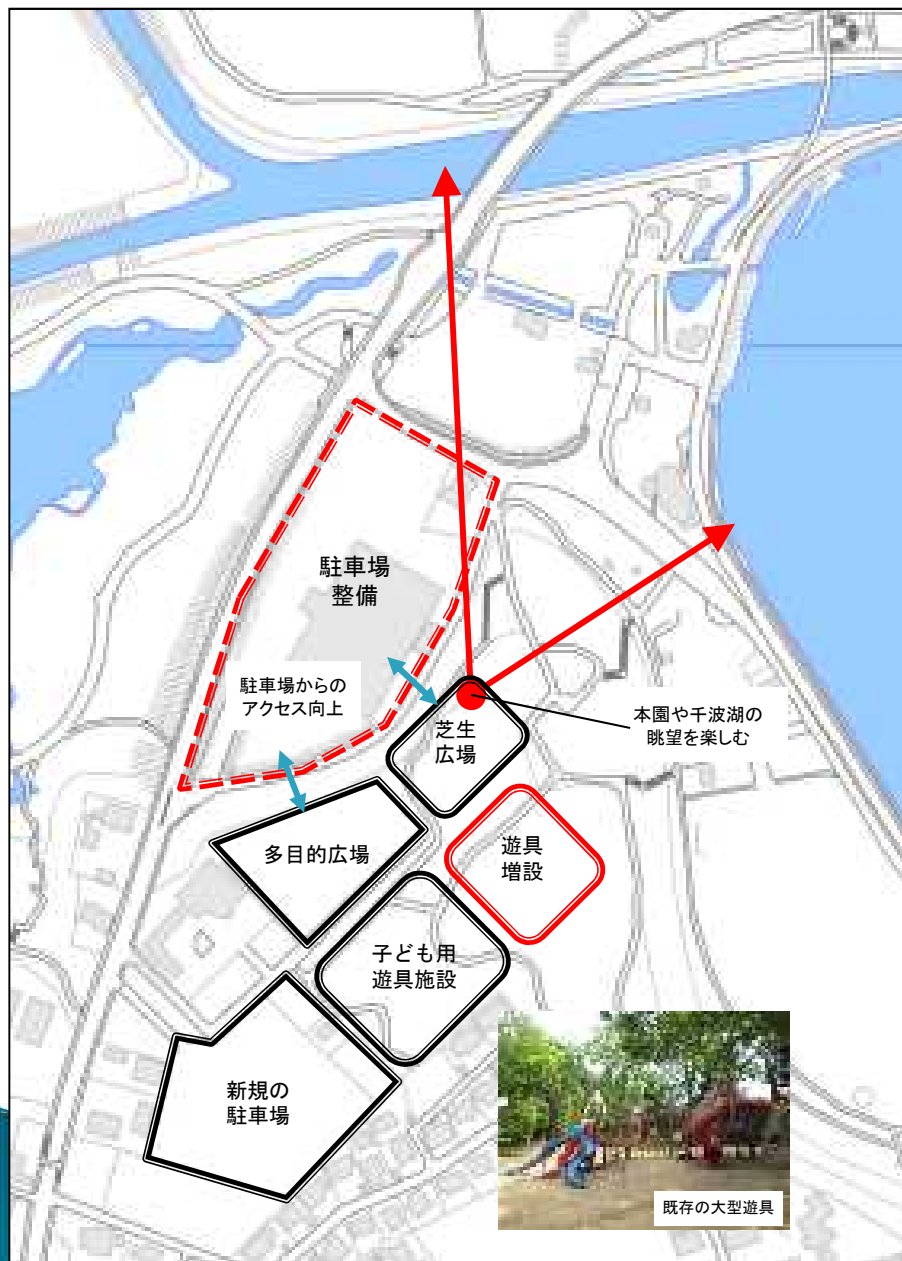 駐車場
整備
駐車場からの
アクセス向上
本園や千波湖の
眺望を楽しむ
芝生
広場
多目的広場
遊具
増設
子ども用
遊具施設
新規の
駐車場
既存の大型遊具